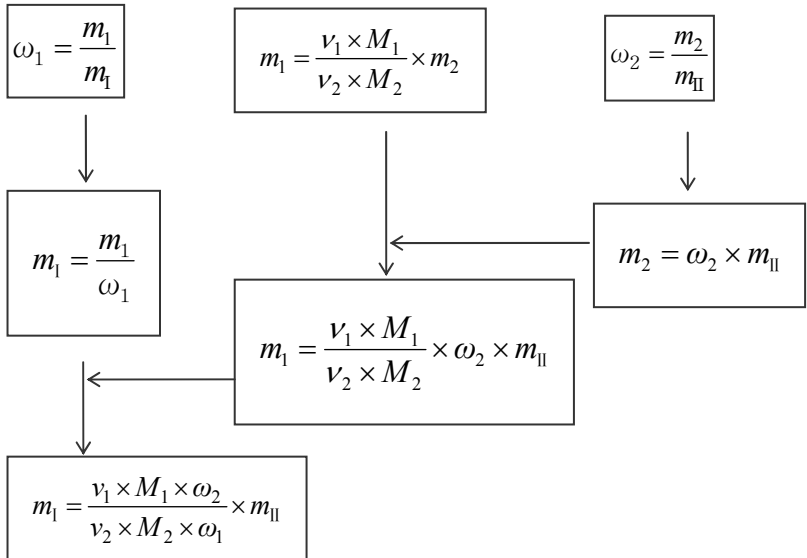 ω₁ = m₁ / m_I
m₁ = (ν₁ × M₁) / (ν₂ × M₂) × m₂
ω₂ = m₂ / m_II
m_I = m₁ / ω₁
m₂ = ω₂ × m_II
m₁ = (ν₁ × M₁) / (ν₂ × M₂) × ω₂ × m_II
m_I = (ν₁ × M₁ × ω₂) / (ν₂ × M₂ × ω₁) × m_II